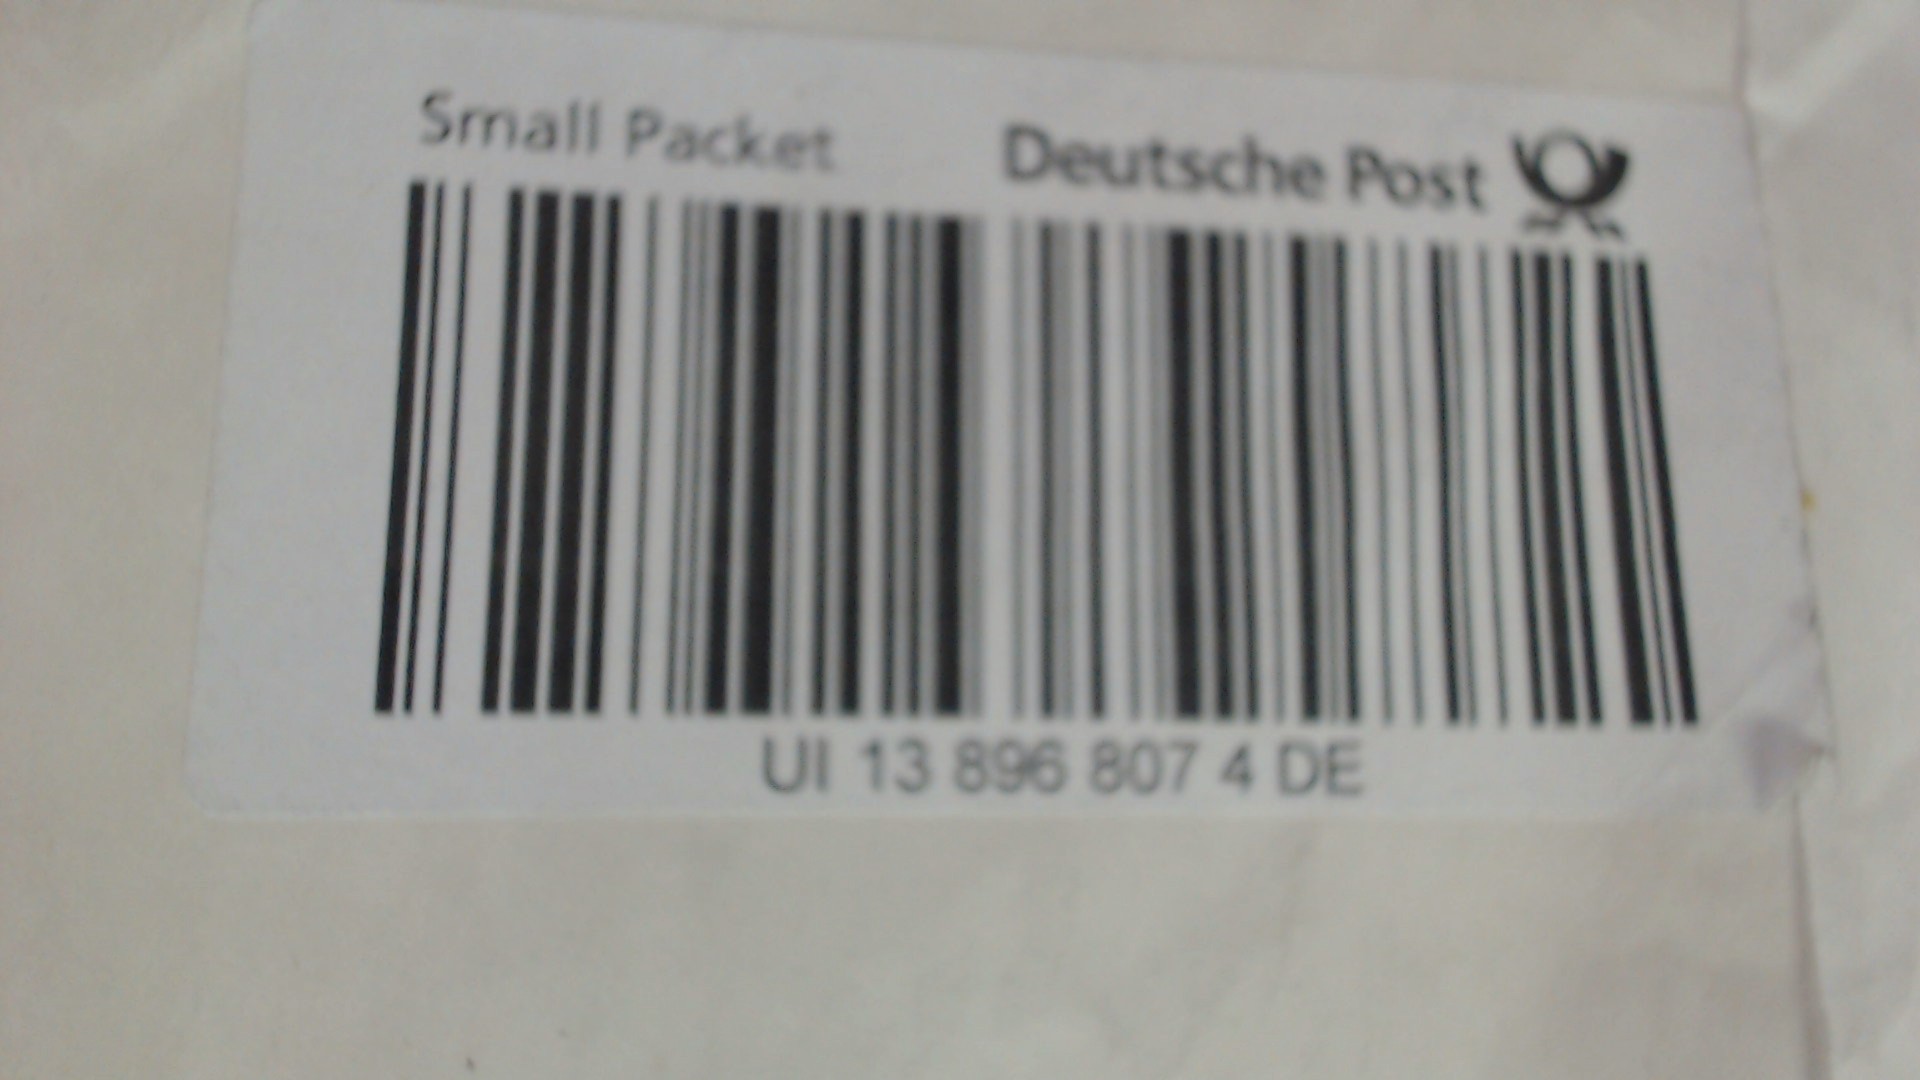 Small Packet
Deutsche Post
UI 13 896 807 4 DE